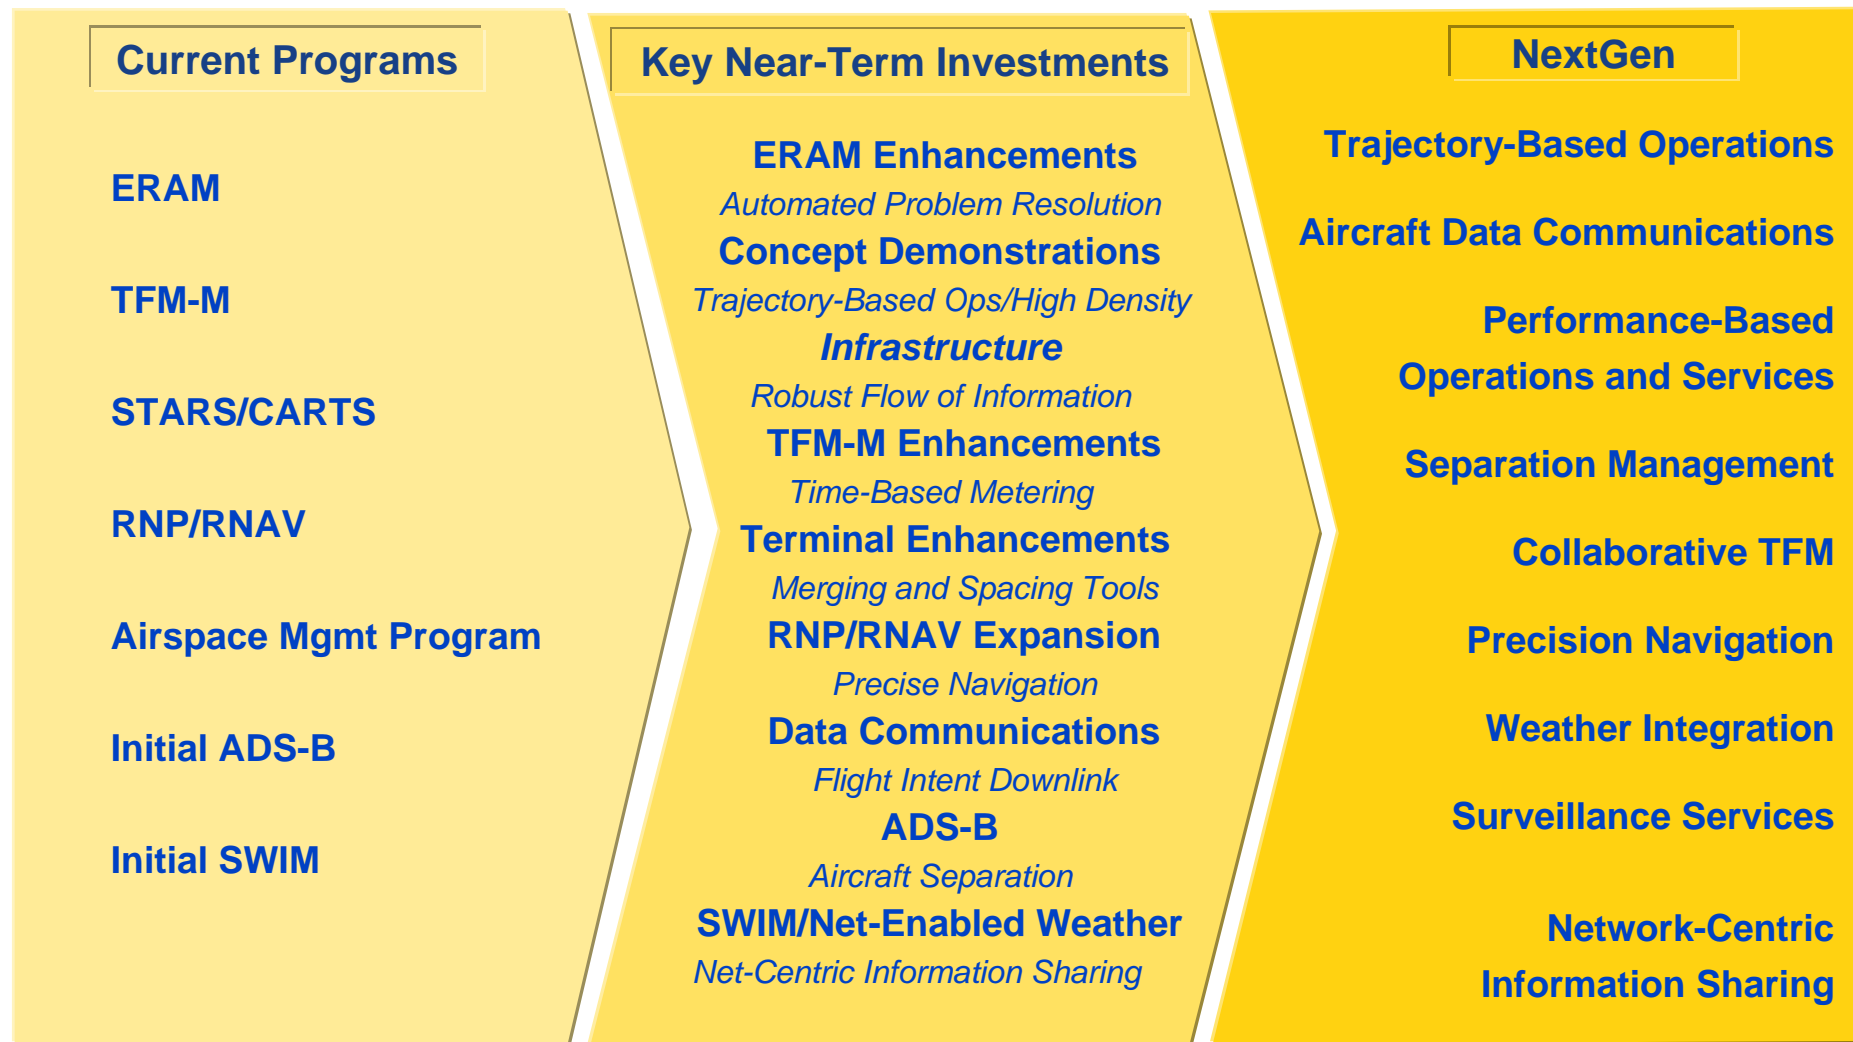 Current Programs
ERAM
TFM-M
STARS/CARTS
RNP/RNAV
Airspace Mgmt Program
Initial ADS-B
Initial SWIM
Key Near-Term Investments
ERAM Enhancements
Automated Problem Resolution
Concept Demonstrations
Trajectory-Based Ops/High Density
Infrastructure
Robust Flow of Information
TFM-M Enhancements
Time-Based Metering
Terminal Enhancements
Merging and Spacing Tools
RNP/RNAV Expansion
Precise Navigation
Data Communications
Flight Intent Downlink
ADS-B
Aircraft Separation
SWIM/Net-Enabled Weather
Net-Centric Information Sharing
NextGen
Trajectory-Based Operations
Aircraft Data Communications
Performance-Based
Operations and Services
Separation Management
Collaborative TFM
Precision Navigation
Weather Integration
Surveillance Services
Network-Centric
Information Sharing